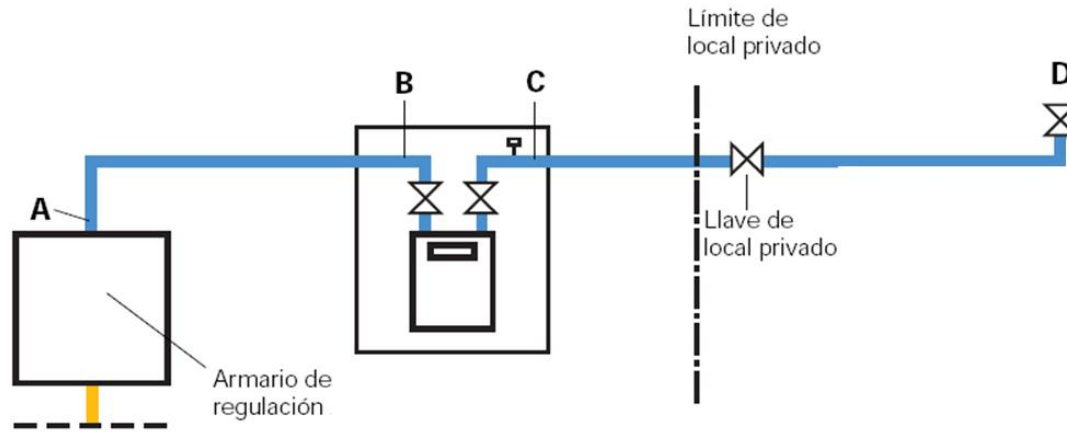 Límite de
local privado
B
C
D
A
Llave de
local privado
Armario de
regulación